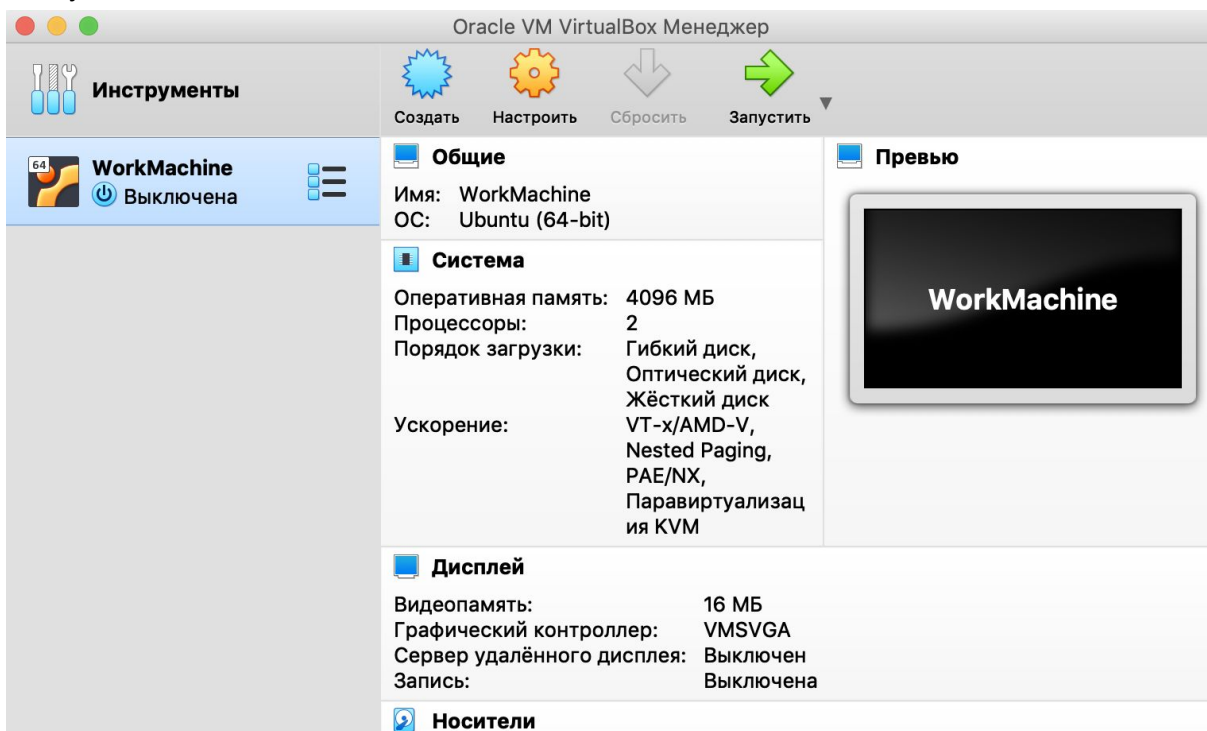 Oracle VM VirtualBox Менеджер
Инструменты
Создать
Настроить
Сбросить
Запустить
64
WorkMachine
Выключена
Общие
Имя: WorkMachine
ОС: Ubuntu (64-bit)
Система
Оперативная память: 4096 МБ
Процессоры: 2
Порядок загрузки: Гибкий диск,
Оптический диск,
Жёсткий диск
Ускорение: VT-x/AMD-V,
Nested Paging,
PAE/NX,
Паравиртуализац
ия KVM
Превью
WorkMachine
Дисплей
Видеопамять: 16 МБ
Графический контроллер: VMSVGA
Сервер удалённого дисплея: Выключен
Запись: Выключена
Носители